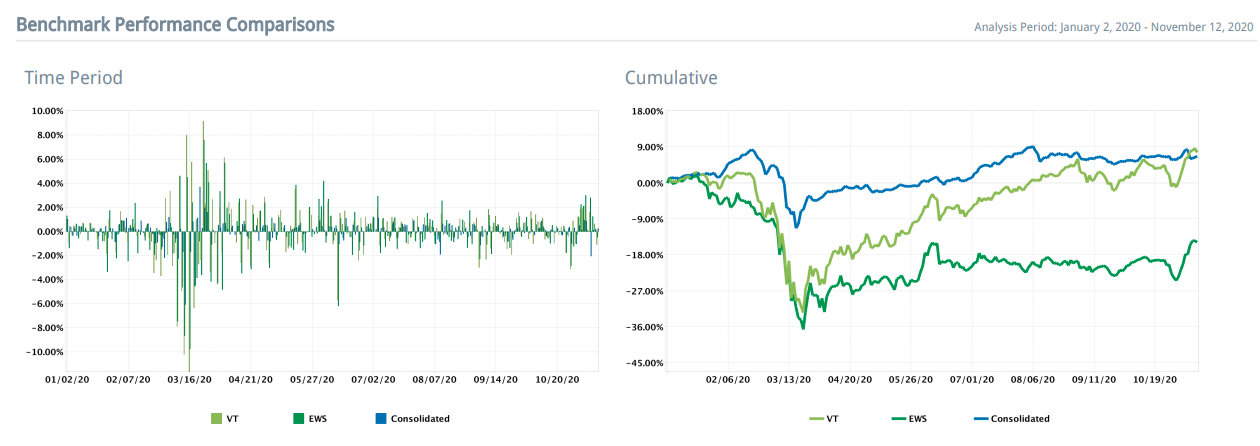 Benchmark Performance Comparisons
Analysis Period: January 2, 2020 - November 12, 2020
Time Period
Cumulative
10.00%
8.00%
6.00%
4.00%
2.00%
0.00%
−2.00%
−4.00%
−6.00%
−8.00%
−10.00%
01/02/20 02/07/20 03/16/20 04/21/20 05/27/20 07/02/20 08/07/20 09/14/20 10/20/20
VT EWS Consolidated
18.00%
9.00%
0.00%
−9.00%
−18.00%
−27.00%
−36.00%
−45.00%
02/06/20 03/13/20 04/20/20 05/26/20 07/01/20 08/06/20 09/11/20 10/19/20
VT EWS Consolidated